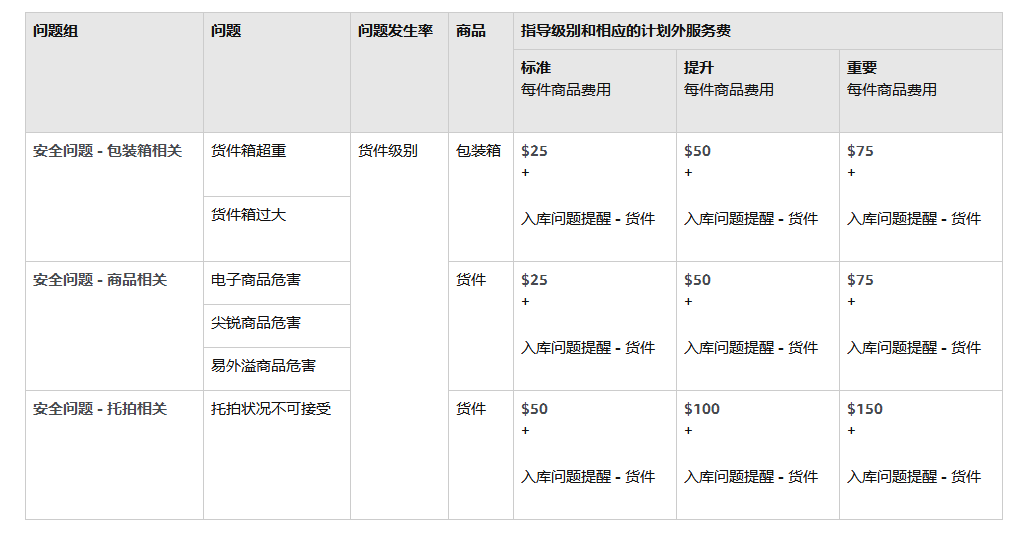 问题组
问题
问题发生率
商品
指导级别和相应的计划外服务费
标准
每件商品费用
提升
每件商品费用
重要
每件商品费用
安全问题 - 包装箱相关
货件箱超重
货件箱过大
货件级别
包装箱
$25
+
入库问题提醒 - 货件
$50
+
入库问题提醒 - 货件
$75
+
入库问题提醒 - 货件
安全问题 - 商品相关
电子商品危害
尖锐商品危害
易外溢商品危害
货件
$25
+
入库问题提醒 - 货件
$50
+
入库问题提醒 - 货件
$75
+
入库问题提醒 - 货件
安全问题 - 托拍相关
托拍状况不可接受
货件
$50
+
入库问题提醒 - 货件
$100
+
入库问题提醒 - 货件
$150
+
入库问题提醒 - 货件